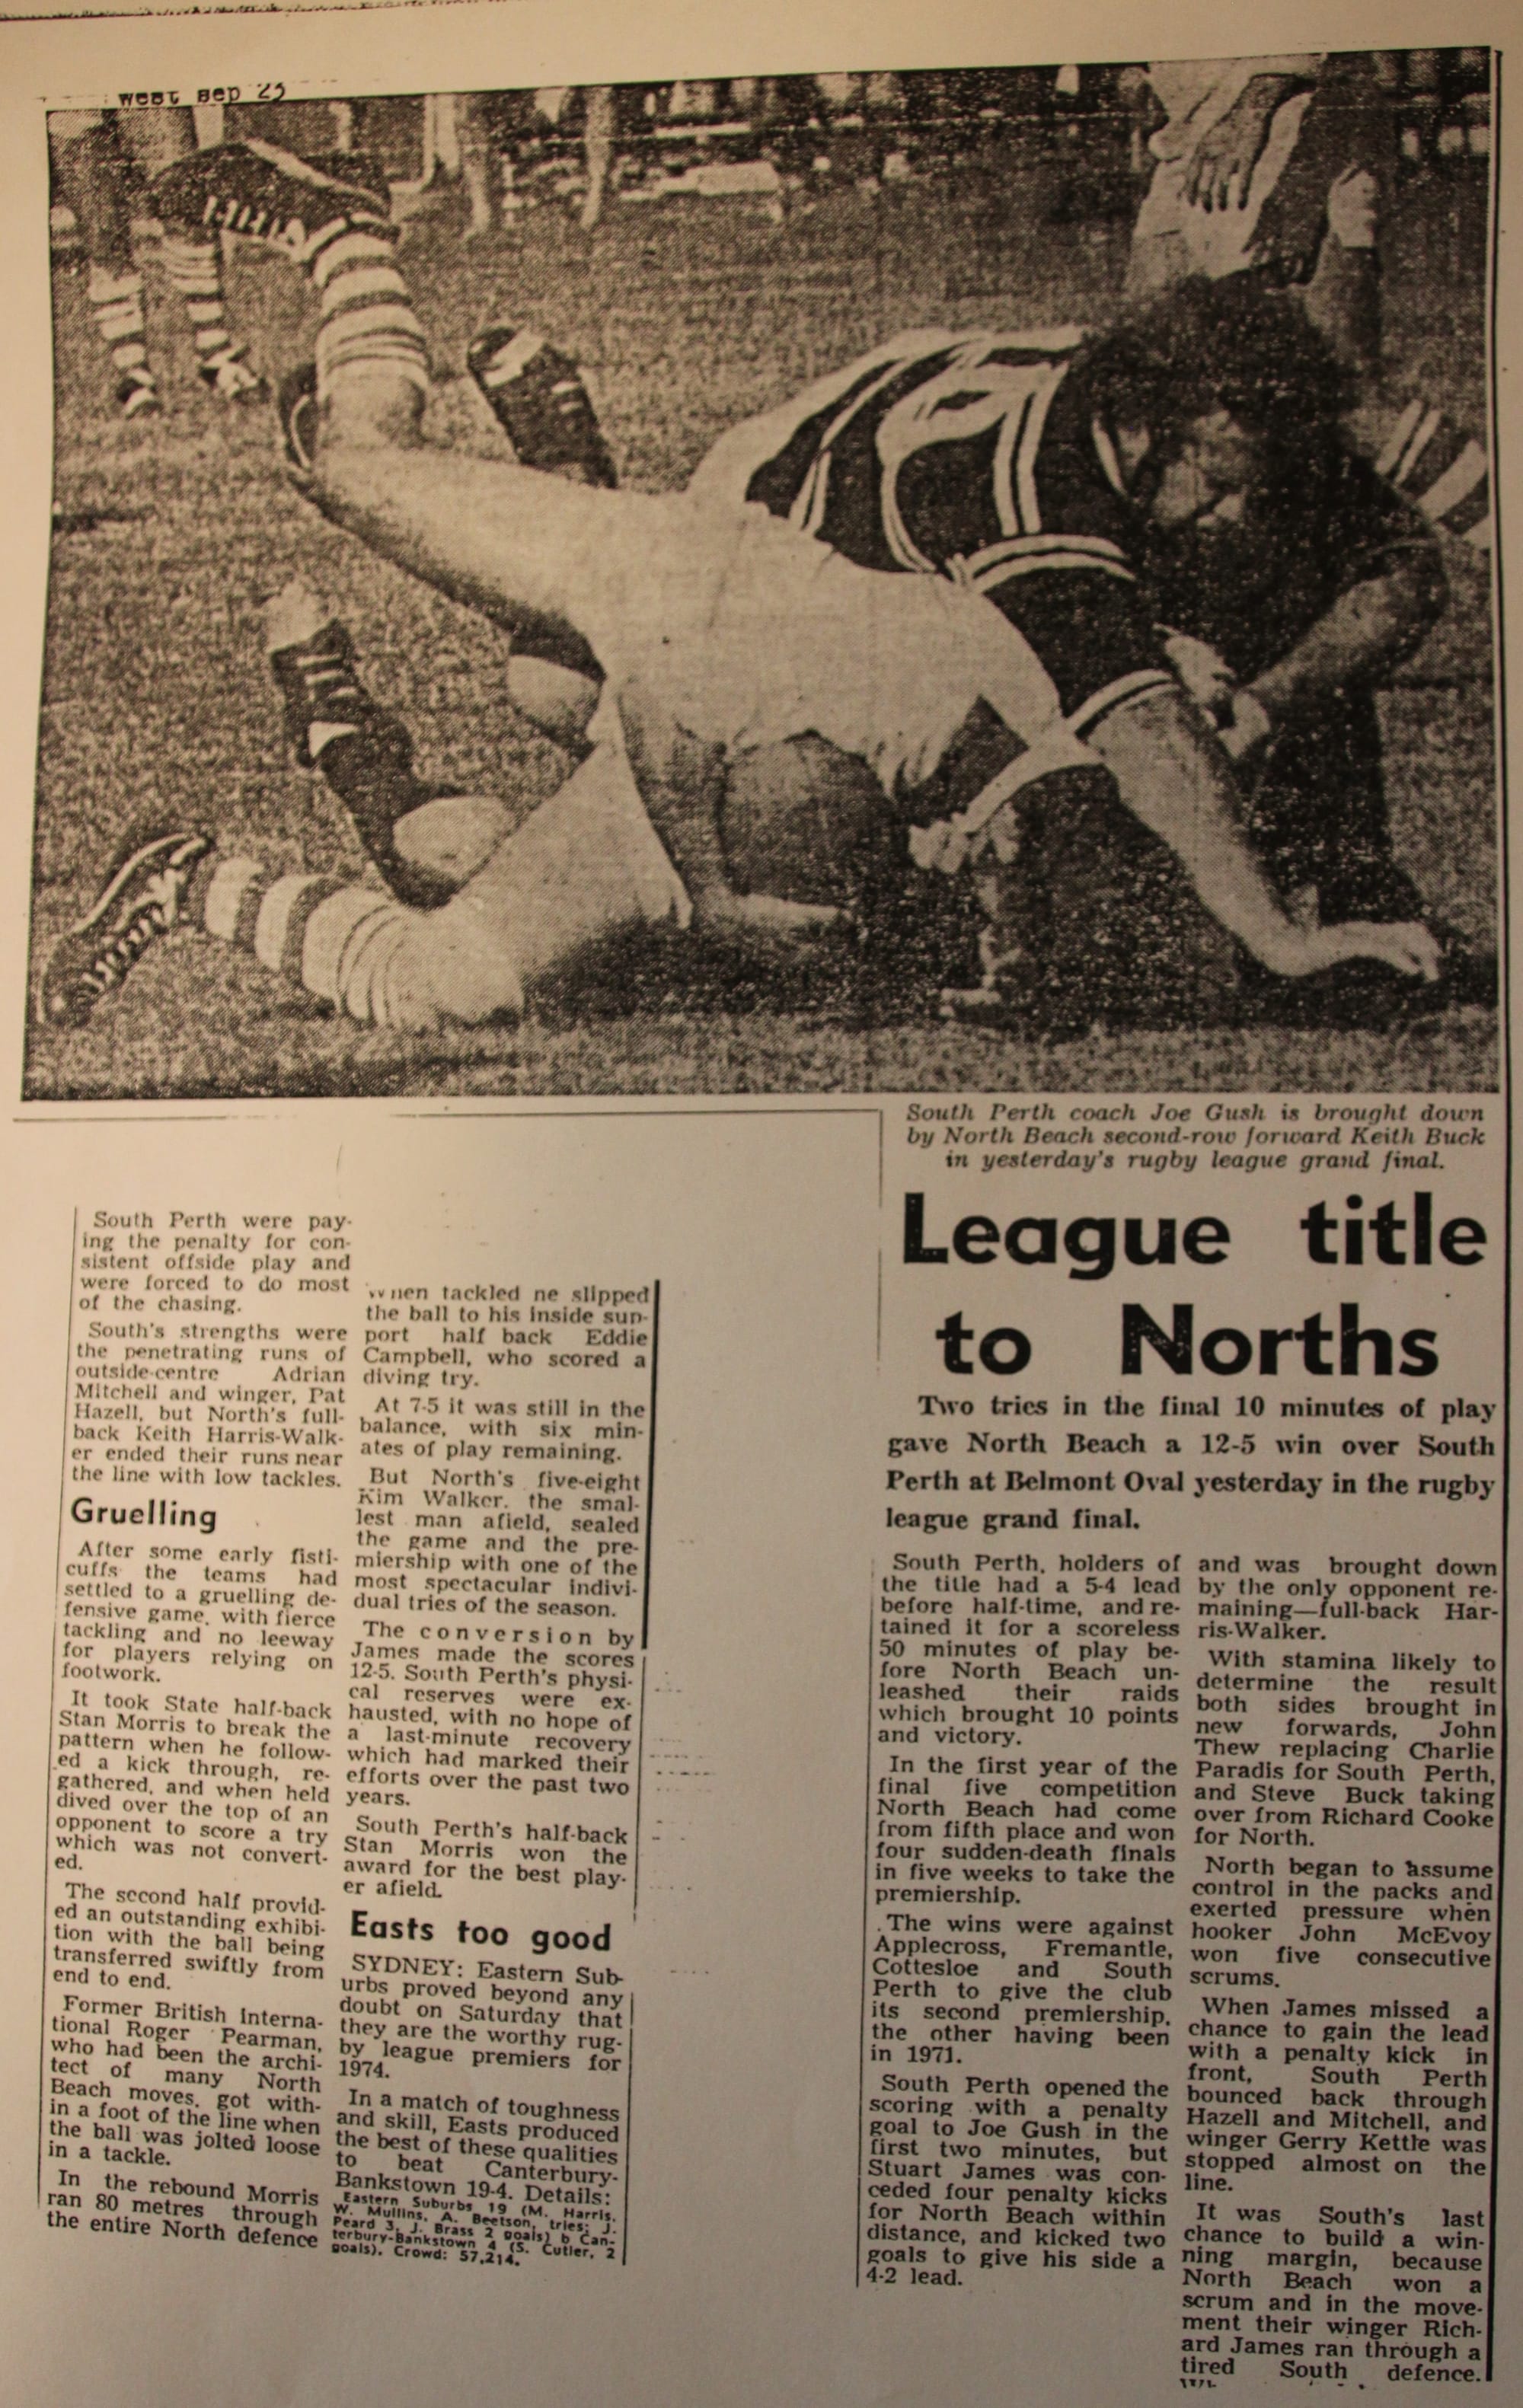 west sep 23
South Perth coach Joe Gush is brought down
by North Beach second-row forward Keith Buck
in yesterday's rugby league grand final.
League title
to Norths
Two tries in the final 10 minutes of play
gave North Beach a 12-5 win over South
Perth at Belmont Oval yesterday in the rugby
league grand final.
South Perth, holders of
the title had a 5-4 lead
before half-time, and re-
tained it for a scoreless
50 minutes of play be-
fore North Beach un-
leashed their raids
which brought 10 points
and victory.
In the first year of the
final five competition
North Beach had come
from fifth place and won
four sudden-death finals
in five weeks to take the
premiership.
The wins were against
Applecross, Fremantle,
Cottesloe and South
Perth to give the club
its second premiership,
the other having been
in 1971.
South Perth opened the
scoring with a penalty
goal to Joe Gush in the
first two minutes, but
Stuart James was con-
ceded four penalty kicks
for North Beach within
distance, and kicked two
goals to give his side a
4-2 lead.
South Perth were pay-
ing the penalty for con-
sistent offside play and
were forced to do most
of the chasing.
South's strengths were
the penetrating runs of
outside-centre Adrian
Mitchell and winger, Pat
Hazell, but North's full-
back Keith Harris-Walk-
er ended their runs near
the line with low tackles.
Gruelling
After some early fisti-
cuffs the teams had
settled to a gruelling de-
fensive game, with fierce
tackling and no leeway
for players relying on
footwork.
It took State half-back
Stan Morris to break the
pattern when he follow-
ed a kick through, re-
gathered, and when held
dived over the top of an
opponent to score a try
which was not convert-
ed.
The second half provid-
ed an outstanding exhibi-
tion with the ball being
transferred swiftly from
end to end.
Former British Interna-
tional Roger Pearman,
who had been the archi-
tect of many North
Beach moves, got with-
in a foot of the line when
the ball was jolted loose
in a tackle.
In the rebound Morris
ran 80 metres through
the entire North defence
and was brought down
by the only opponent re-
maining—full-back Har-
ris-Walker.
With stamina likely to
determine the result
both sides brought in
new forwards, John
Thew replacing Charlie
Paradis for South Perth,
and Steve Buck taking
over from Richard Cooke
for North.
North began to assume
control in the packs and
exerted pressure when
hooker John McEvoy
won five consecutive
scrums.
When James missed a
chance to gain the lead
with a penalty kick in
front, South Perth
bounced back through
Hazell and Mitchell, and
winger Gerry Kettle was
stopped almost on the
line.
It was South's last
chance to build a win-
ning margin, because
North Beach won a
scrum and in the move-
ment their winger Rich-
ard James ran through a
tired South defence.
When tackled he slipped
the ball to his inside sup-
port half back Eddie
Campbell, who scored a
diving try.
At 7-5 it was still in the
balance, with six min-
ates of play remaining.
But North's five-eight
Kim Walker, the smal-
lest man afield, sealed
the game and the pre-
miership with one of the
most spectacular indivi-
dual tries of the season.
The conversion by
James made the scores
12-5. South Perth's physi-
cal reserves were ex-
hausted, with no hope of
a last-minute recovery
which had marked their
efforts over the past two
years.
South Perth's half-back
Stan Morris won the
award for the best play-
er afield.
Easts too good
SYDNEY: Eastern Sub-
urbs proved beyond any
doubt on Saturday that
they are the worthy rug-
by league premiers for
1974.
In a match of toughness
and skill, Easts produced
the best of these qualities
to beat Canterbury-
Bankstown 19-4. Details:
Eastern Suburbs 19 (M. Harris,
W. Mullins, A. Beetson, tries; J.
Peard 3, J. Brass 2 goals) b Can-
terbury-Bankstown 4 (S. Cutler, 2
goals). Crowd: 57,214.